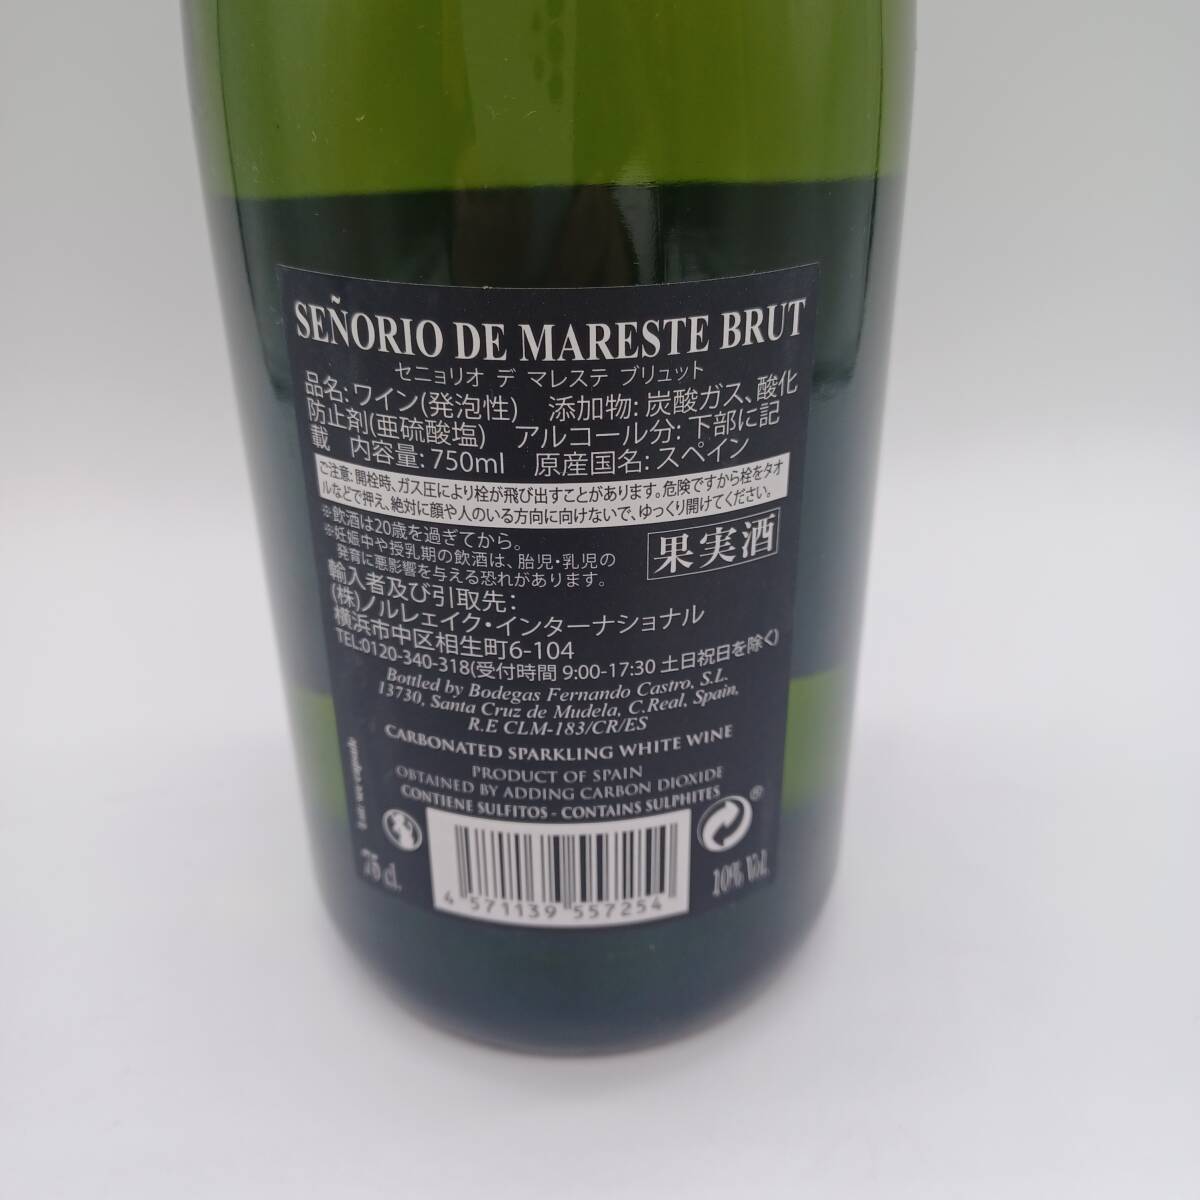 SEÑORIO DE MARESTE BRUT
セニョリオ デ マレステ ブリュット
品名: ワイン(発泡性)　添加物: 炭酸ガス、酸化
防止剤(亜硫酸塩)　アルコール分: 下部に記
載　内容量: 750ml　原産国名: スペイン
ご注意: 開栓時、ガス圧により栓が飛び出すことがあります。危険ですから栓をタオ
ルなどで押え、絶対に顔や人のいる方向に向けないで、ゆっくり開けてください。
※飲酒は20歳を過ぎてから。
※妊娠中や授乳期の飲酒は、胎児・乳児の
発育に悪影響を与える恐れがあります。
果実酒
輸入者及び引取先:
(株)ノルレェイク・インターナショナル
横浜市中区相生町6-104
TEL:0120-340-318(受付時間 9:00-17:30 土日祝日を除く)
Bottled by Bodegas Fernando Castro, S.L.
13730, Santa Cruz de Mudela, C.Real, Spain,
R.E CLM-183/CR/ES
CARBONATED SPARKLING WHITE WINE
PRODUCT OF SPAIN
OBTAINED BY ADDING CARBON DIOXIDE
CONTIENE SULFITOS - CONTAINS SULPHITES
®
75 cl.
10% Vol.
4 571139 557254